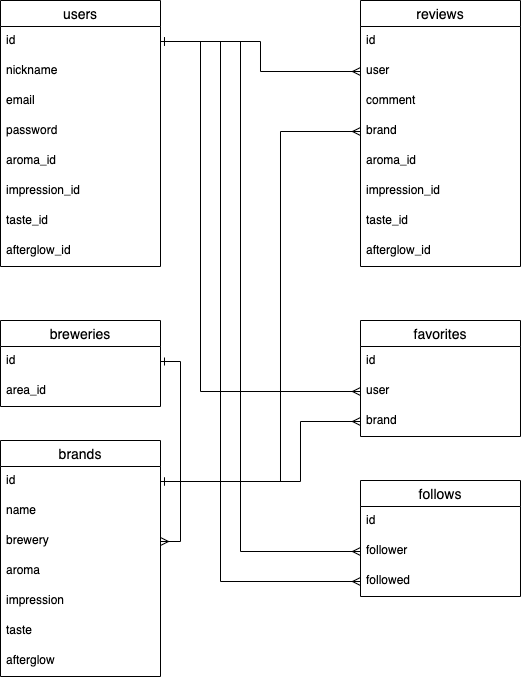 users
id
nickname
email
password
aroma_id
impression_id
taste_id
afterglow_id
reviews
id
user
comment
brand
aroma_id
impression_id
taste_id
afterglow_id
breweries
id
area_id
favorites
id
user
brand
brands
id
name
brewery
aroma
impression
taste
afterglow
follows
id
follower
followed